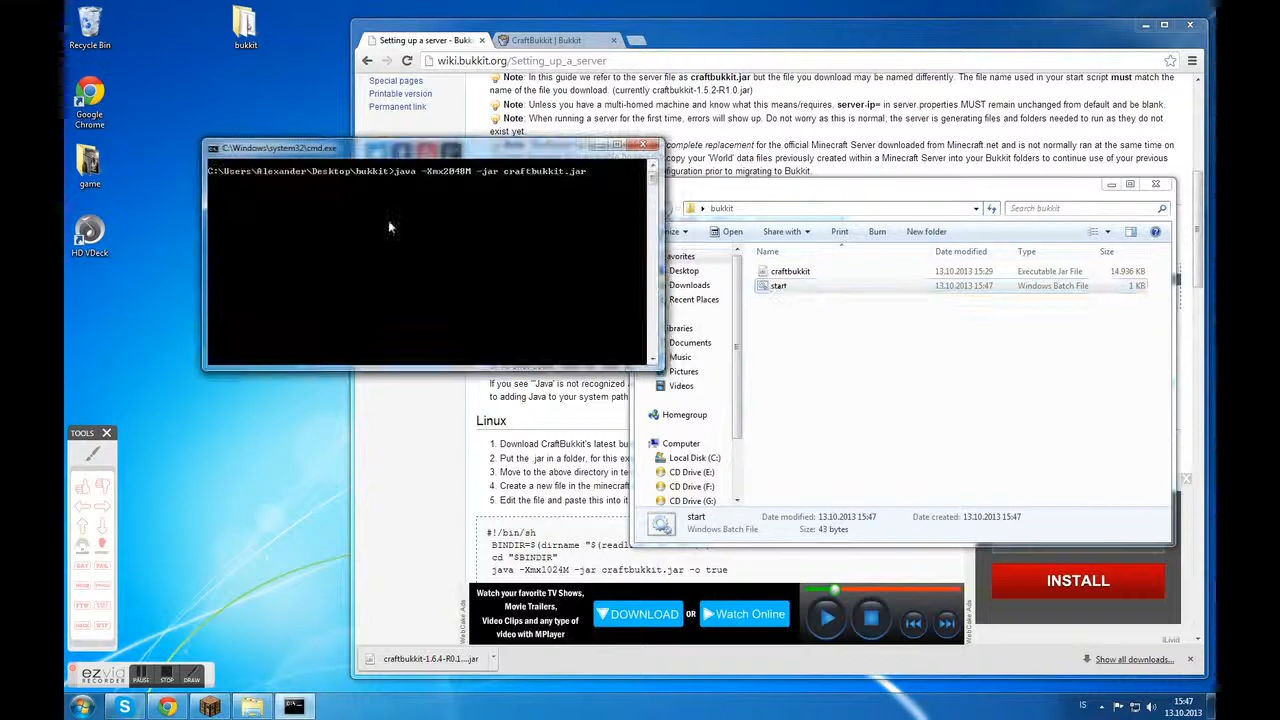 Recycle Bin
bukkit
Google
Chrome
game
HD VDeck
Setting up a server - Bukk
CraftBukkit | Bukkit
wiki.bukkit.org/Setting_up_a_server
Special pages
Printable version
Permanent link
Note: In this guide we refer to the server file as craftbukkit.jar but the file you download may be named differently. The file name used in your start script must match
the name of the file you download. (currently craftbukkit-1.5.2-R1.0.jar)
Note: Unless you have a multi-homed machine and know what this means/requires, server-ip= in server.properties MUST remain unchanged from default and be blank.
Note: When running a server for the first time, errors will show up. Do not worry as this is normal; the server is generating files and folders needed to run as they do not
exist yet.
complete replacement for the official Minecraft Server downloaded from Minecraft.net and is not normally ran at the same time on
copy your 'World' data files previously created within a Minecraft Server into your Bukkit folders to continue use of your previous
guration prior to migrating to Bukkit.
C:\Windows\system32\cmd.exe
C:\Users\Alexander\Desktop\bukkit>java -Xmx2048M -jar craftbukkit.jar
bukkit
Search bukkit
nize
Open
Share with
Print
Burn
New folder
Name
Date modified
Type
Size
craftbukkit
13.10.2013 15:29
Executable Jar File
14.936 KB
start
13.10.2013 15:47
Windows Batch File
1 KB
avorites
Desktop
Downloads
Recent Places
ibraries
Documents
Music
Pictures
Videos
Homegroup
Computer
Local Disk (C:)
CD Drive (E:)
CD Drive (F:)
CD Drive (G:)
start
Date modified: 13.10.2013 15:47
Date created: 13.10.2013 15:47
Windows Batch File
Size: 43 bytes
If you see "'Java' is not recognized
to adding Java to your system path
Linux
1. Download CraftBukkit's latest bu
2. Put the .jar in a folder, for this ex
3. Move to the above directory in te
4. Create a new file in the minecraft
5. Edit the file and paste this into it
#!/bin/sh
BINDIR=$(dirname "$(readl
cd "$BINDIR"
java -Xmx1024M -jar craftbukkit.jar -o true
WebCake Ads
Watch your favorite TV Shows,
Movie Trailers,
Video Clips and any type of
video with MPlayer
DOWNLOAD
OR
Watch Online
WebCake Ads
INSTALL
iLivid
craftbukkit-1.6.4-R0.1....jar
Show all downloads...
TOOLS
GAY
FAIL
FTW
WTF
ezvid
RECORDER
PAUSE
STOP
DRAW
IS
15:47
13.10.2013